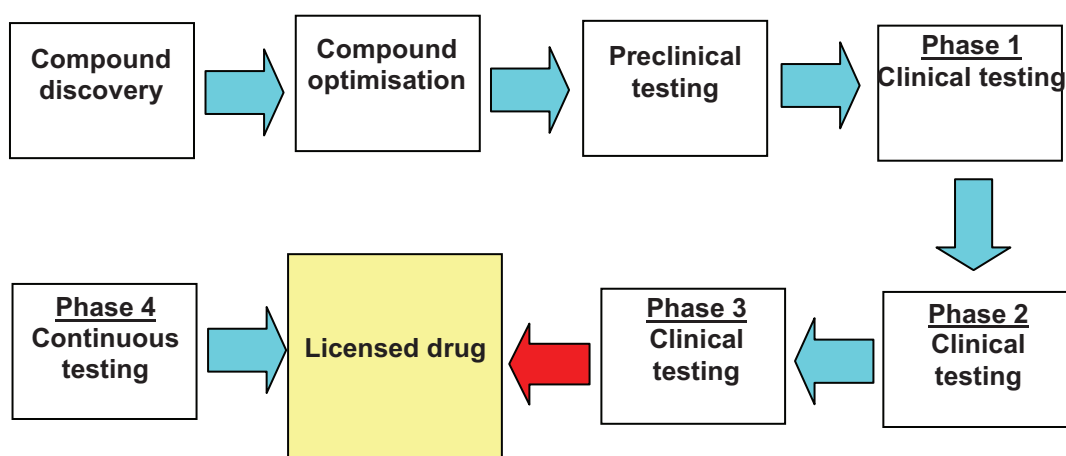 Compound
discovery
Compound
optimisation
Preclinical
testing
Phase 1
Clinical testing
Phase 4
Continuous
testing
Licensed drug
Phase 3
Clinical
testing
Phase 2
Clinical
testing